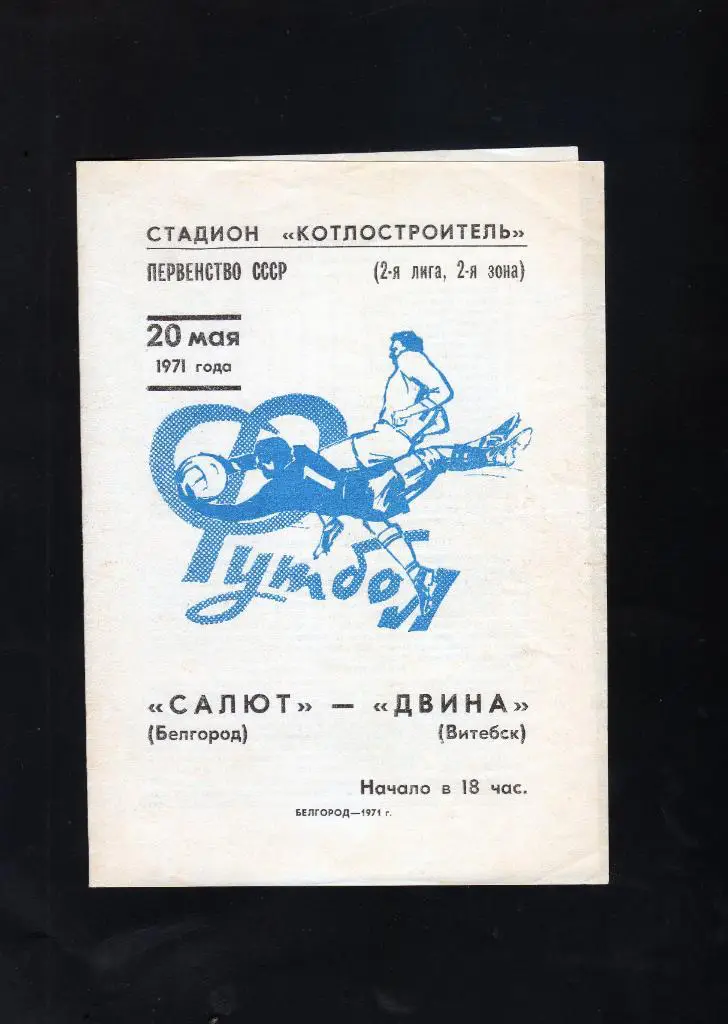 СТАДИОН «КОТЛОСТРОИТЕЛЬ»
ПЕРВЕНСТВО СССР (2-я лига, 2-я зона)
20 мая
1971 года
Футбол
«САЛЮТ» — «ДВИНА»
(Белгород) (Витебск)
Начало в 18 час.
БЕЛГОРОД—1971 г.